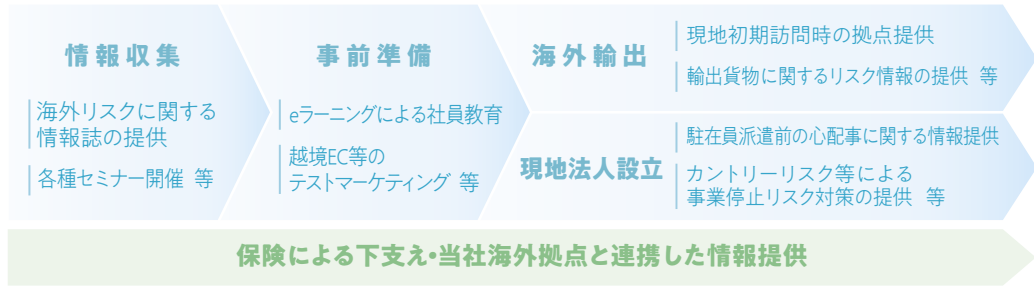 情報収集
海外リスクに関する
情報誌の提供
各種セミナー開催 等
事前準備
eラーニングによる社員教育
越境EC等の
テストマーケティング 等
海外輸出
現地初期訪問時の拠点提供
輸出貨物に関するリスク情報の提供 等
現地法人設立
駐在員派遣前の心配事に関する情報提供
カントリーリスク等による
事業停止リスク対策の提供 等
保険による下支え・当社海外拠点と連携した情報提供